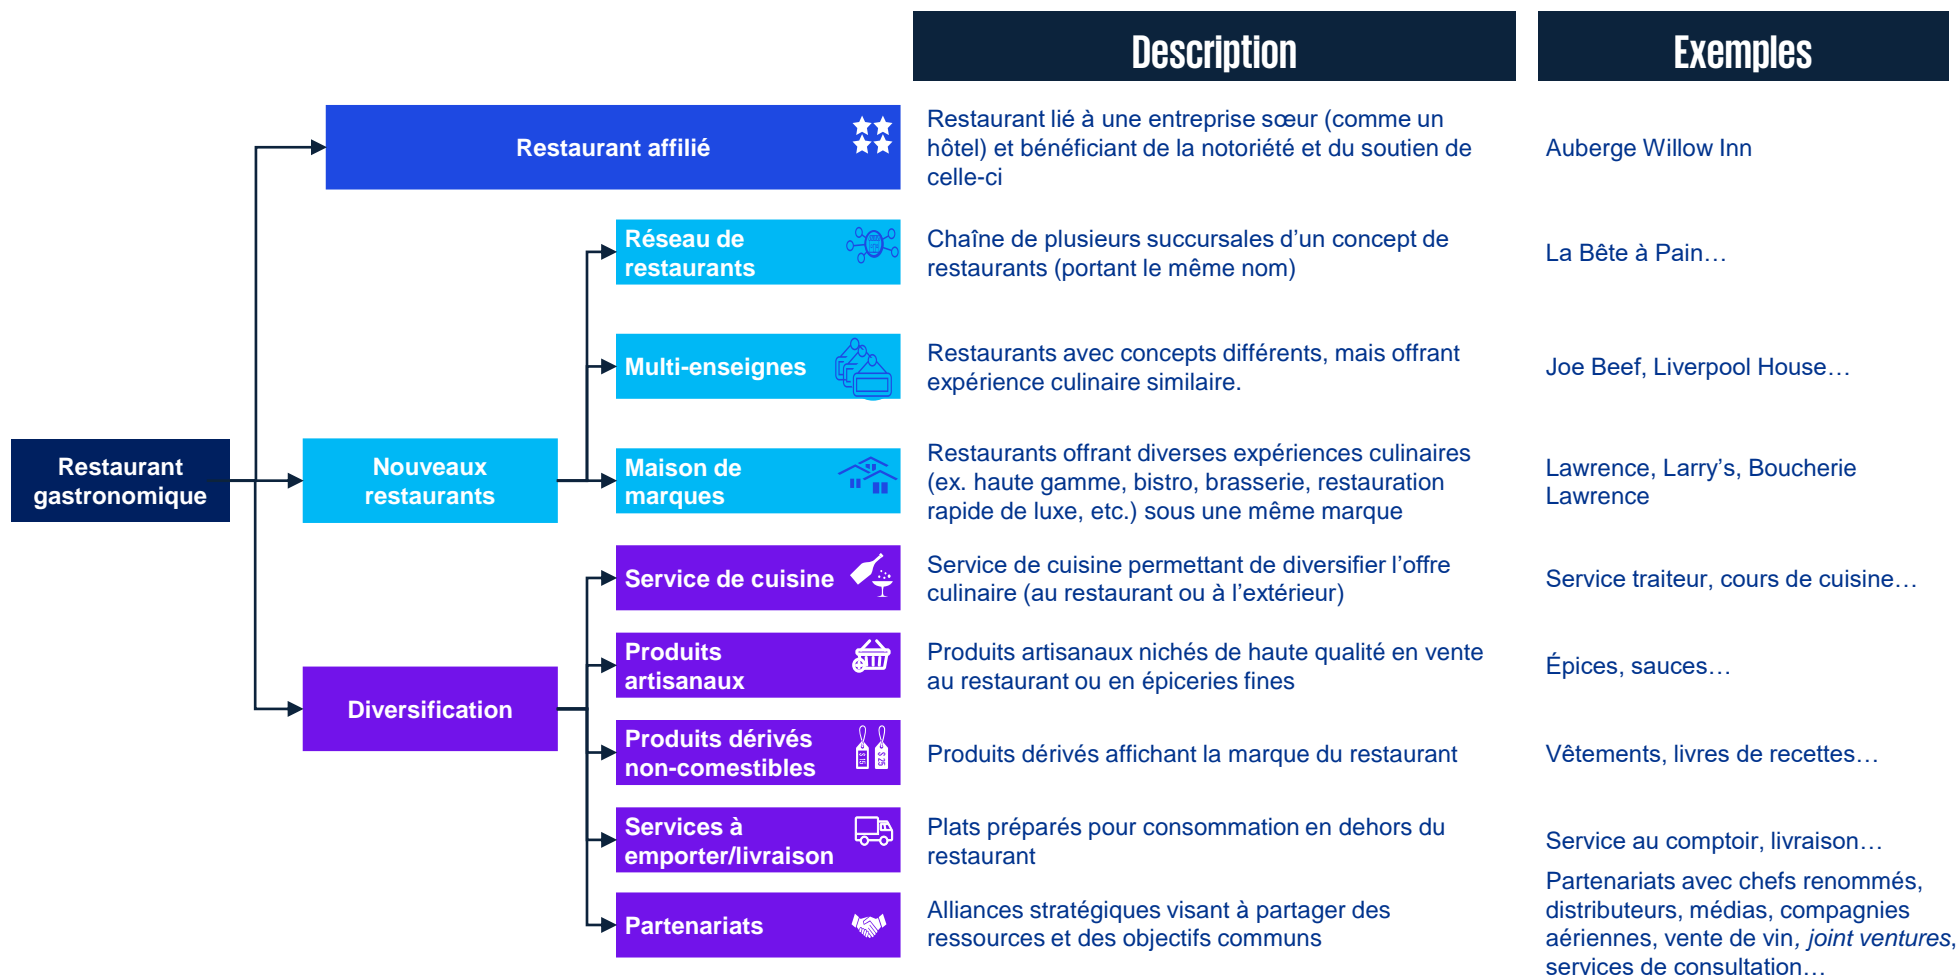 Description
Exemples
Restaurant affilié
Restaurant lié à une entreprise sœur (comme un
hôtel) et bénéficiant de la notoriété et du soutien de
celle-ci
Auberge Willow Inn
Réseau de
restaurants
Chaîne de plusieurs succursales d’un concept de
restaurants (portant le même nom)
La Bête à Pain…
Multi-enseignes
Restaurants avec concepts différents, mais offrant
expérience culinaire similaire.
Joe Beef, Liverpool House…
Restaurant
gastronomique
Nouveaux
restaurants
Maison de
marques
Restaurants offrant diverses expériences culinaires
(ex. haute gamme, bistro, brasserie, restauration
rapide de luxe, etc.) sous une même marque
Lawrence, Larry’s, Boucherie
Lawrence
Service de cuisine
Service de cuisine permettant de diversifier l’offre
culinaire (au restaurant ou à l’extérieur)
Service traiteur, cours de cuisine…
Produits
artisanaux
Produits artisanaux nichés de haute qualité en vente
au restaurant ou en épiceries fines
Épices, sauces…
Diversification
Produits dérivés
non-comestibles
$ 15
$ 25
Produits dérivés affichant la marque du restaurant
Vêtements, livres de recettes…
Services à
emporter/livraison
Plats préparés pour consommation en dehors du
restaurant
Service au comptoir, livraison…
Partenariats
Alliances stratégiques visant à partager des
ressources et des objectifs communs
Partenariats avec chefs renommés,
distributeurs, médias, compagnies
aériennes, vente de vin, joint ventures,
services de consultation…